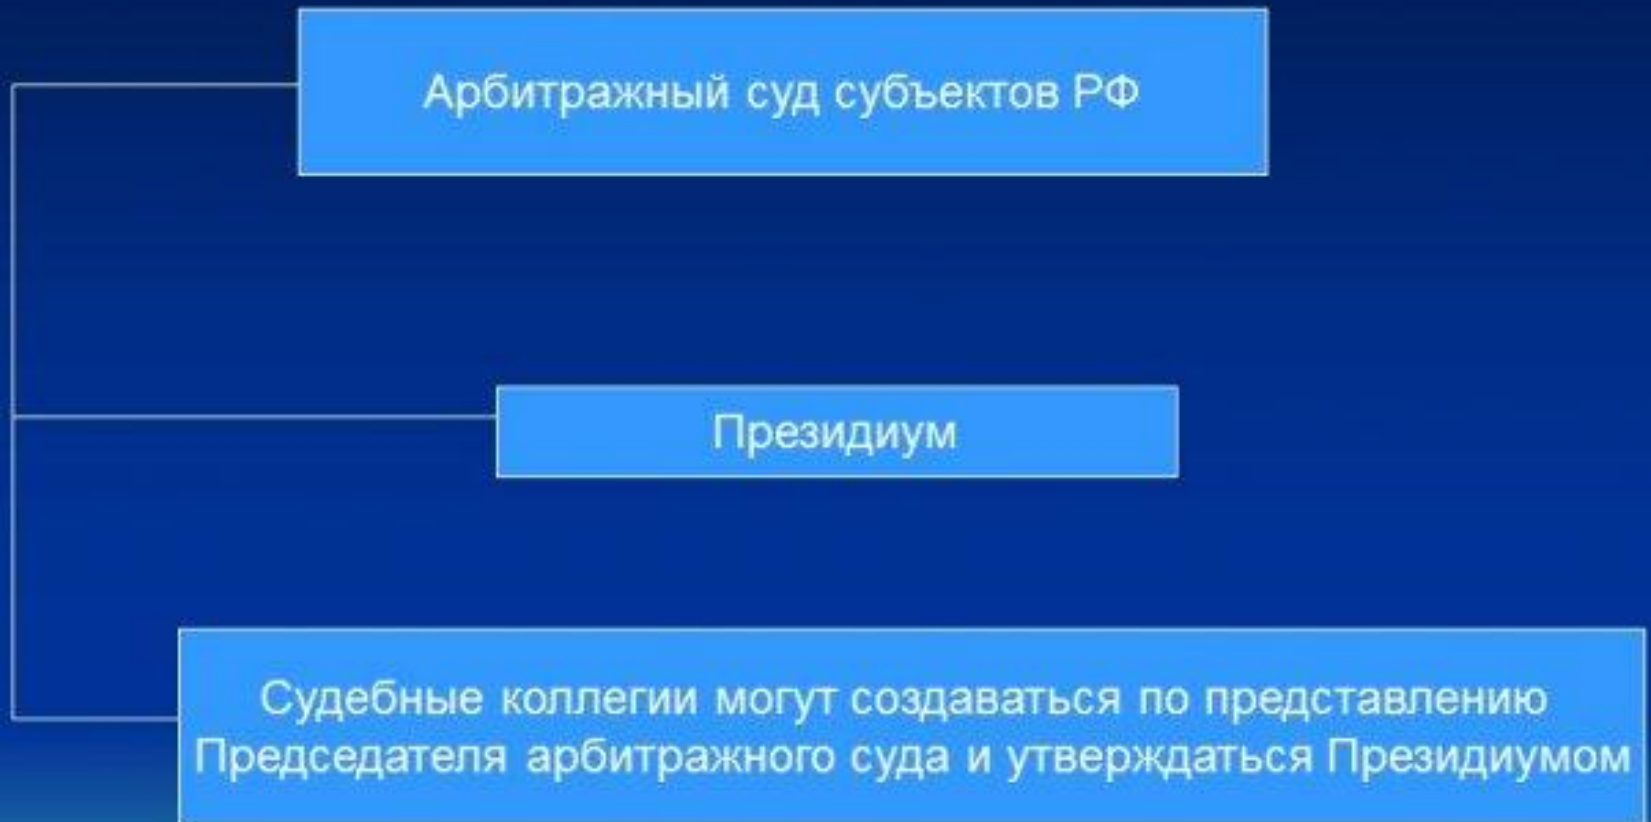 Арбитражный суд субъектов РФ
Президиум
Судебные коллегии могут создаваться по представлению
Председателя арбитражного суда и утверждаться Президиумом